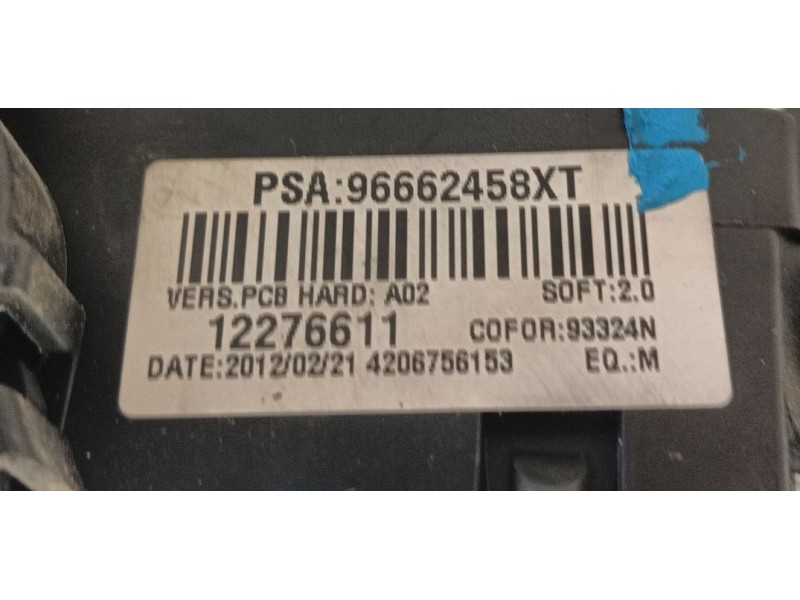 PSA:96662458XT
VERS.PCB HARD: A02 SOFT:2.0
12276611 COFOR:93324N
DATE:2012/02/21 4206756153 EQ.:M